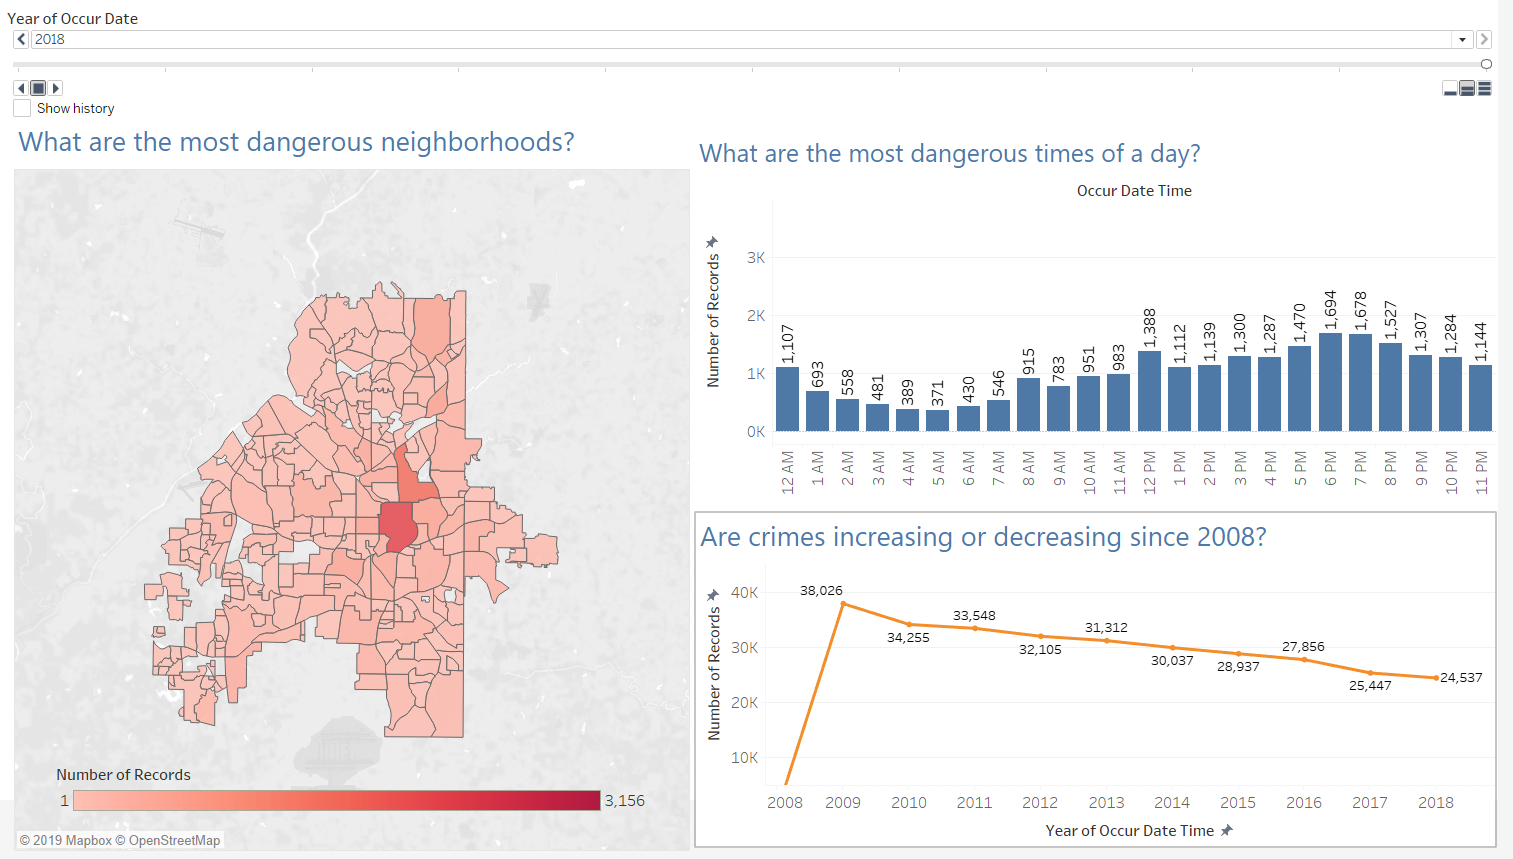 Year of Occur Date
2018
Show history
What are the most dangerous neighborhoods?
Number of Records
1
3,156
© 2019 Mapbox © OpenStreetMap
What are the most dangerous times of a day?
Occur Date Time
Number of Records
3K
2K
1K
0K
1,107
693
558
481
389
371
430
546
915
783
951
983
1,388
1,112
1,139
1,300
1,287
1,470
1,694
1,678
1,527
1,307
1,284
1,144
12 AM
1 AM
2 AM
3 AM
4 AM
5 AM
6 AM
7 AM
8 AM
9 AM
10 AM
11 AM
12 PM
1 PM
2 PM
3 PM
4 PM
5 PM
6 PM
7 PM
8 PM
9 PM
10 PM
11 PM
Are crimes increasing or decreasing since 2008?
Number of Records
40K
30K
20K
10K
38,026
34,255
33,548
32,105
31,312
30,037
28,937
27,856
25,447
24,537
2008 2009 2010 2011 2012 2013 2014 2015 2016 2017 2018
Year of Occur Date Time